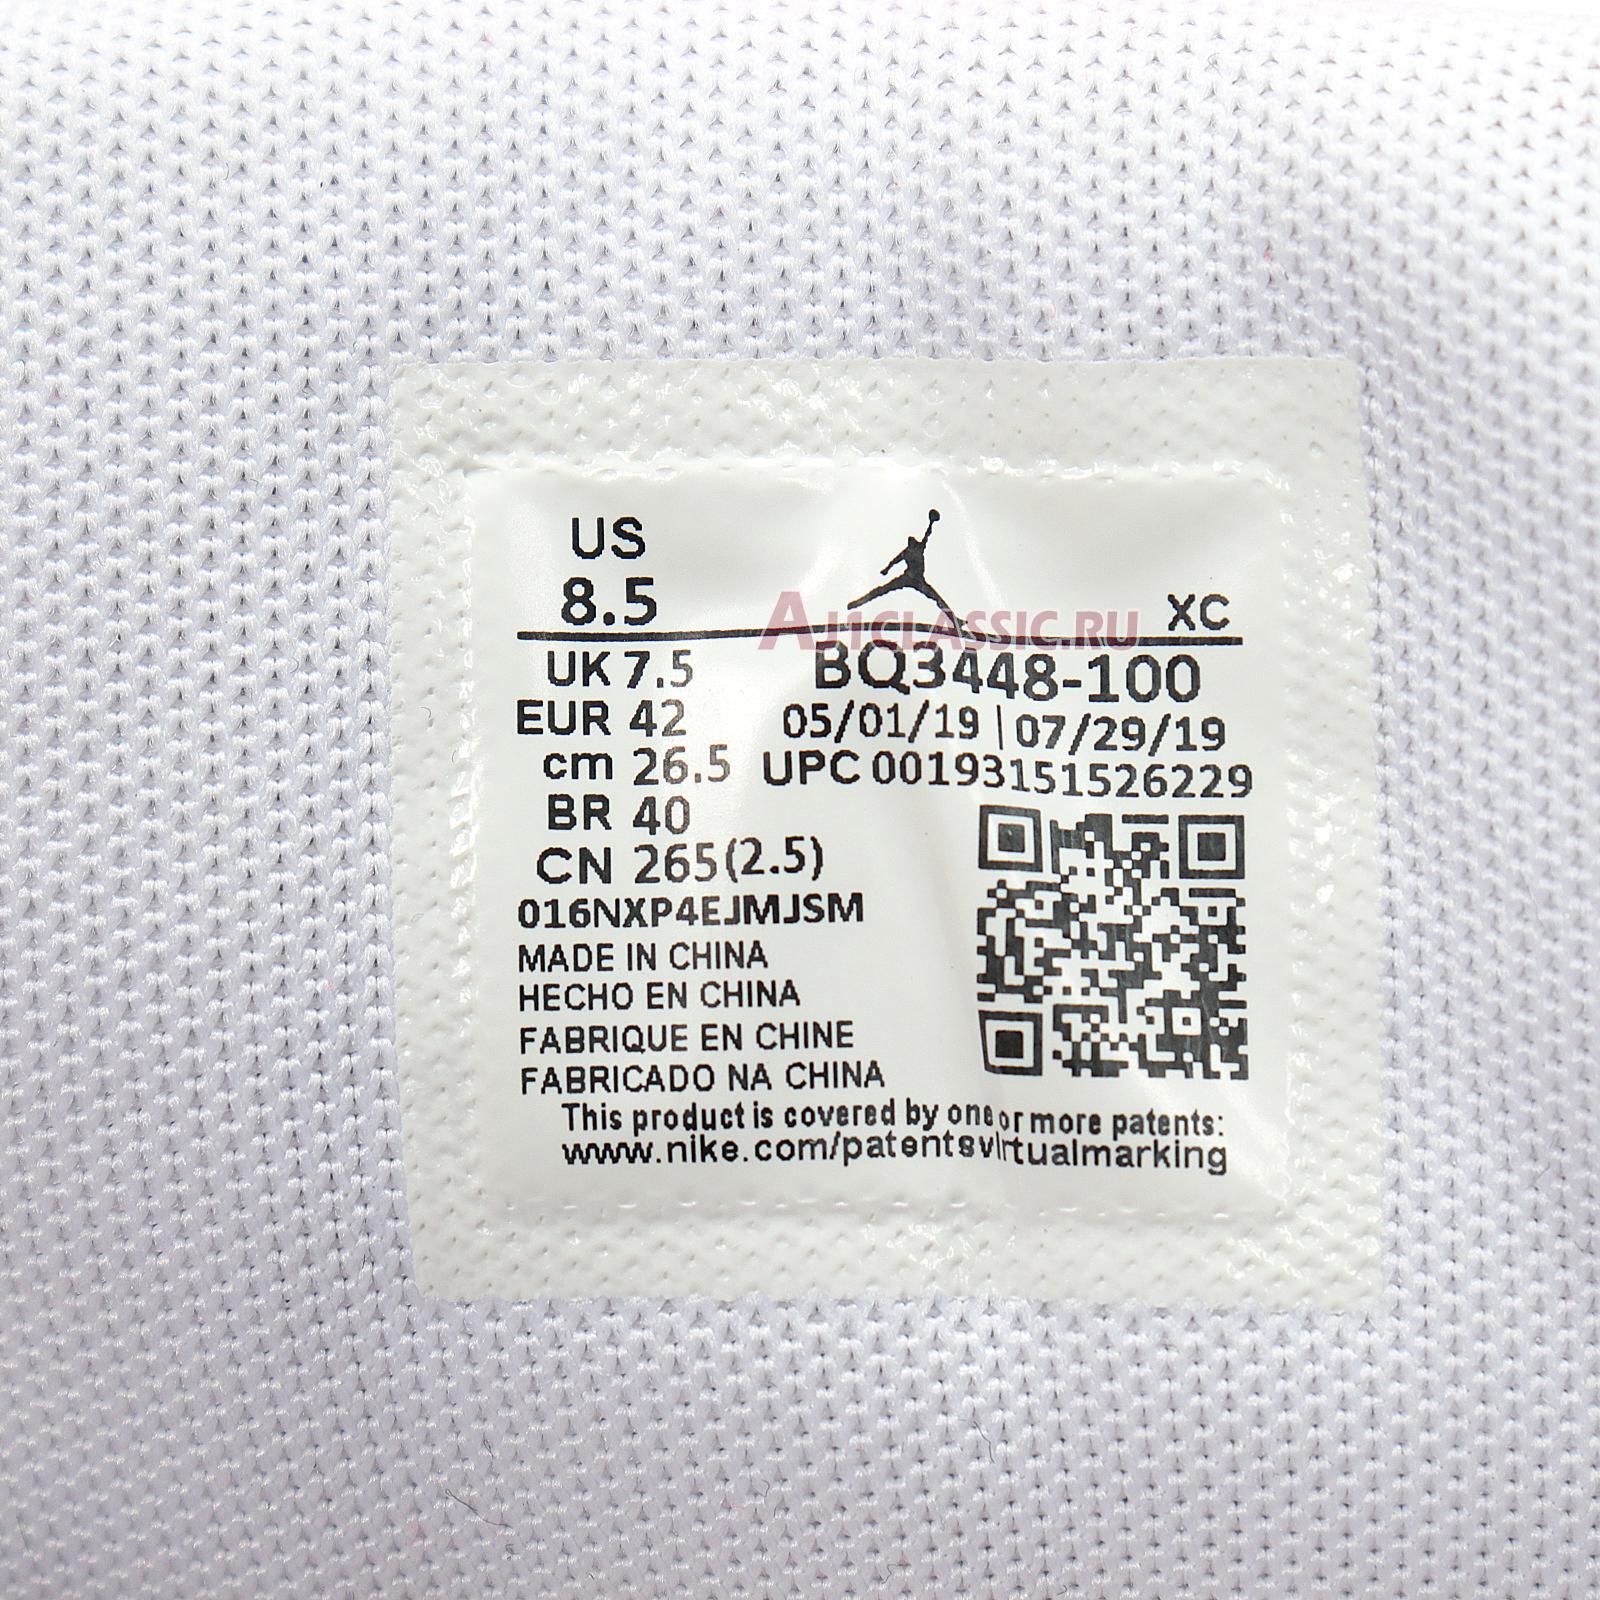 US
8.5
XC
AJ1CLASSIC.RU
UK 7.5
BQ3448-100
EUR 42
05/01/19 | 07/29/19
cm 26.5
UPC 00193151526229
BR 40
CN 265(2.5)
016NXP4EJMJSM
MADE IN CHINA
HECHO EN CHINA
FABRIQUE EN CHINE
FABRICADO NA CHINA
This product is covered by one or more patents:
www.nike.com/patentsvirtualmarking